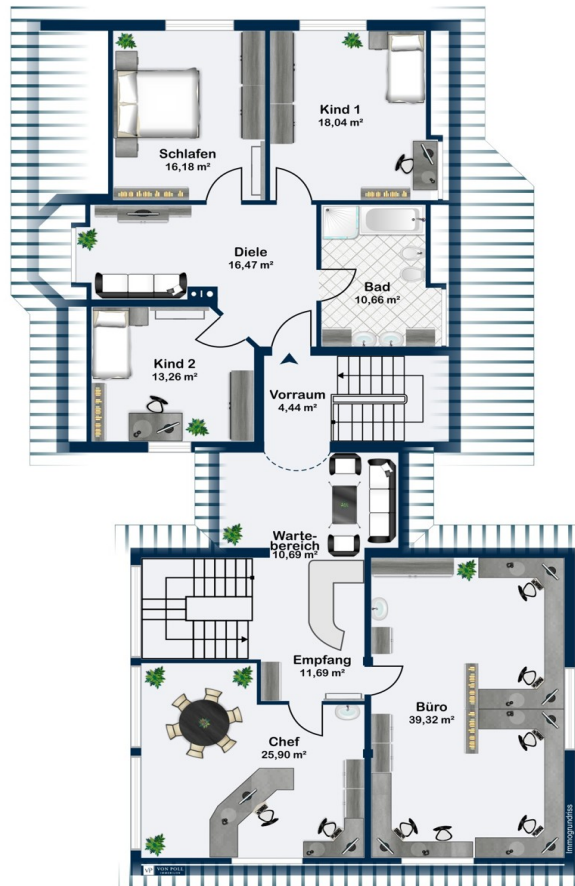 Schlafen
16,18 m²
Kind 1
18,04 m²
Diele
16,47 m²
Bad
10,66 m²
Kind 2
13,26 m²
Vorraum
4,44 m²
Warte-
bereich
10,69 m²
Empfang
11,69 m²
Büro
39,32 m²
Chef
25,90 m²
Immogrundriss
VP VON POLL
IMMOBILIEN